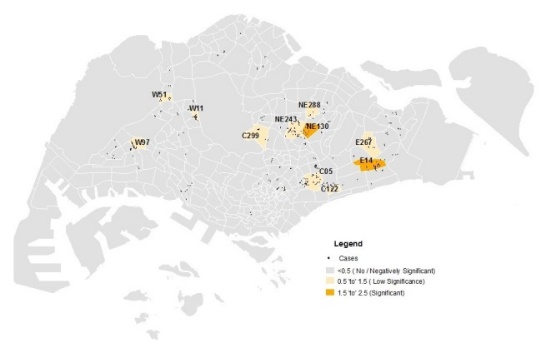 W51
W11
NE288
NE243
NE130
W97
C299
E267
E14
C05
C122
Legend
Cases
<0.5 ( No / Negatively Significant)
0.5 'to' 1.5 ( Low Significance)
1.5 'to' 2.5 (Significant)